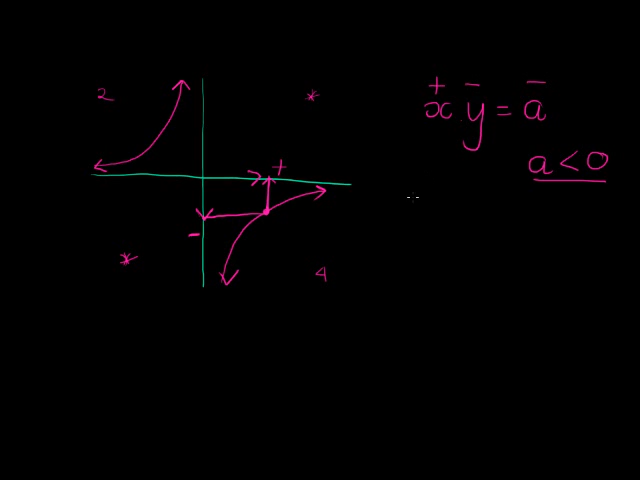 2 *
+ - -
x y = a
a < 0
+
-
* 4